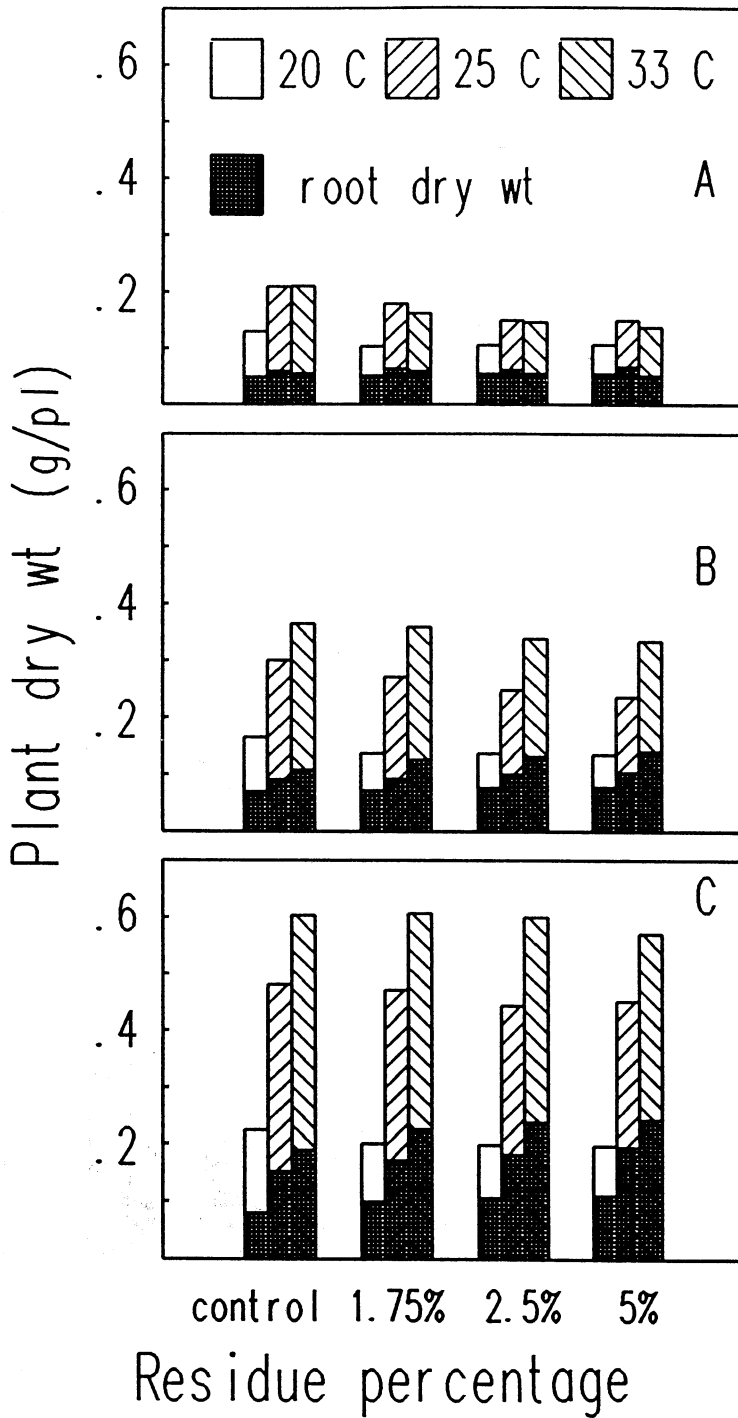 .6
20 C 25 C 33 C
.4
root dry wt
A
.2
Plant dry wt (g/pl)
.6
B
.4
.2
C
.6
.4
.2
control 1.75% 2.5% 5%
Residue percentage